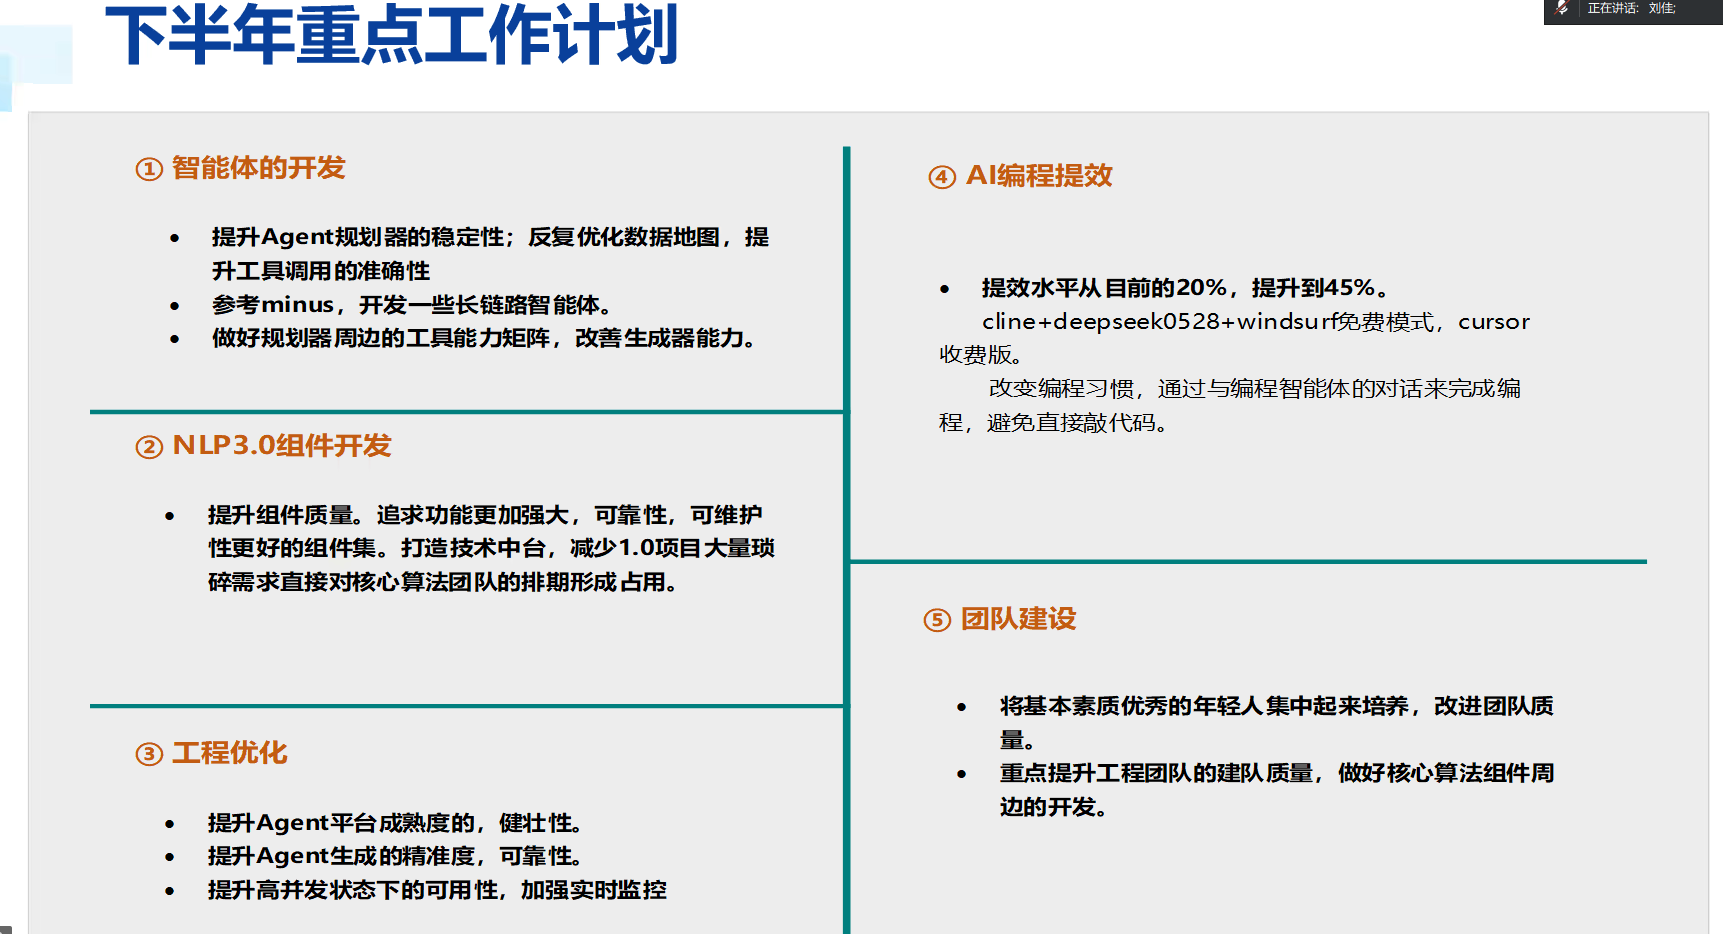 下半年重点工作计划
正在讲话: 刘佳;
① 智能体的开发
• 提升Agent规划器的稳定性；反复优化数据地图，提
升工具调用的准确性
• 参考minus，开发一些长链路智能体。
• 做好规划器周边的工具能力矩阵，改善生成器能力。
② NLP3.0组件开发
• 提升组件质量。追求功能更加强大，可靠性，可维护
性更好的组件集。打造技术中台，减少1.0项目大量琐
碎需求直接对核心算法团队的排期形成占用。
③ 工程优化
• 提升Agent平台成熟度的，健壮性。
• 提升Agent生成的精准度，可靠性。
• 提升高并发状态下的可用性，加强实时监控
④ AI编程提效
• 提效水平从目前的20%，提升到45%。
cline+deepseek0528+windsurf免费模式，cursor
收费版。
改变编程习惯，通过与编程智能体的对话来完成编
程，避免直接敲代码。
⑤ 团队建设
• 将基本素质优秀的年轻人集中起来培养，改进团队质
量。
• 重点提升工程团队的建队质量，做好核心算法组件周
边的开发。